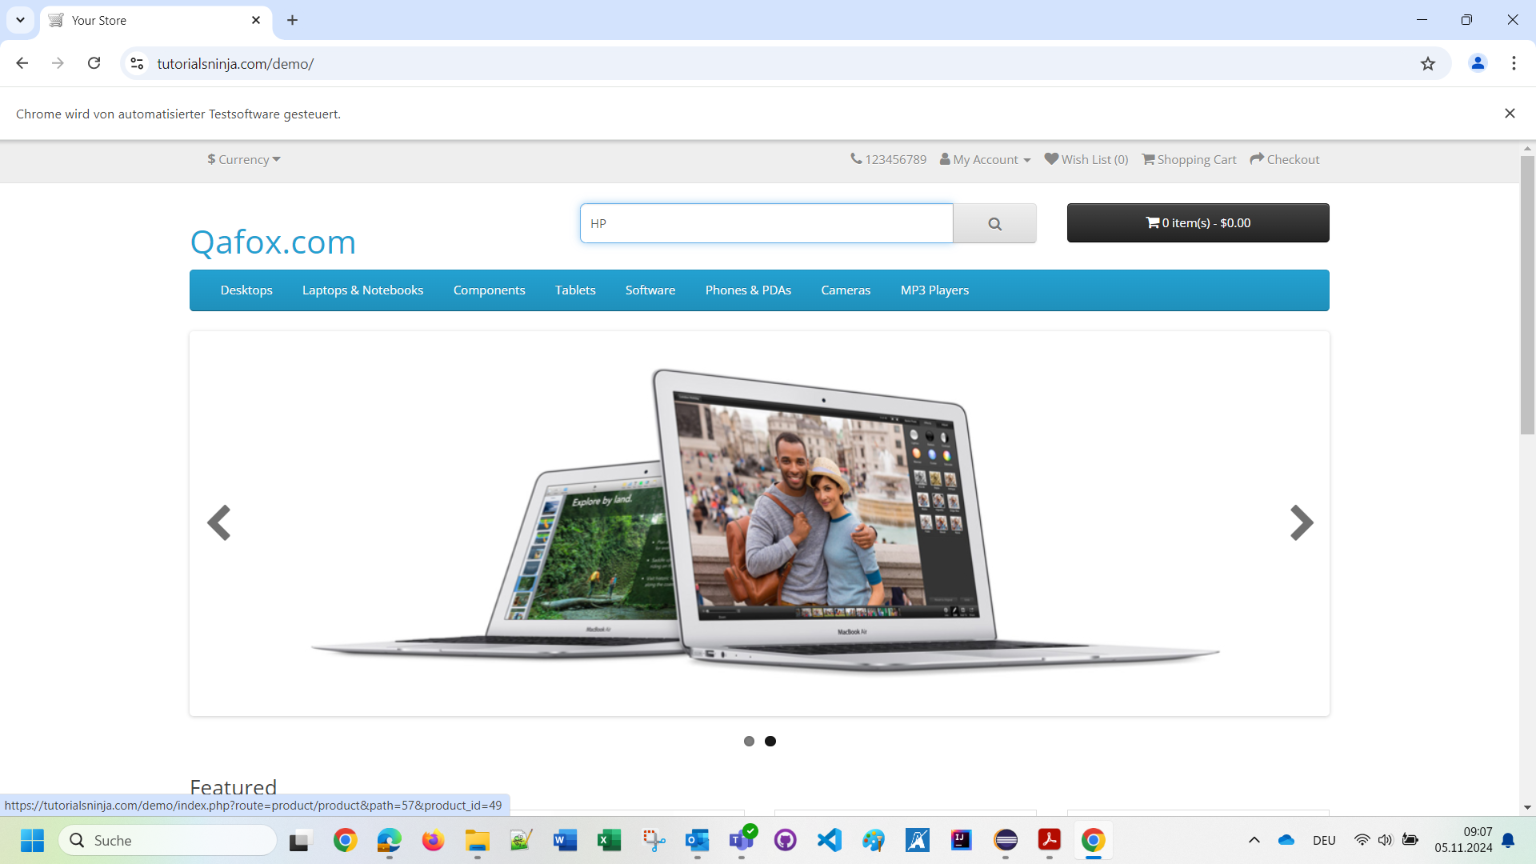 Your Store
tutorialsninja.com/demo/
Chrome wird von automatisierter Testsoftware gesteuert.
$ Currency
123456789 My Account Wish List (0) Shopping Cart Checkout
HP
0 item(s) - $0.00
Qafox.com
Desktops Laptops & Notebooks Components Tablets Software Phones & PDAs Cameras MP3 Players
Explore by land.
MacBook Air
MacBook Air
Featured
https://tutorialsninja.com/demo/index.php?route=product/product&path=57&product_id=49
Suche
DEU
09:07
05.11.2024